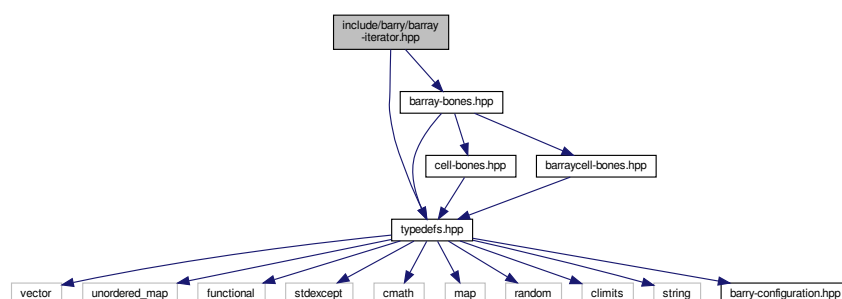 include/barry/barray
-iterator.hpp
barray-bones.hpp
cell-bones.hpp
barraycell-bones.hpp
typedefs.hpp
vector
unordered_map
functional
stdexcept
cmath
map
random
climits
string
barry-configuration.hpp